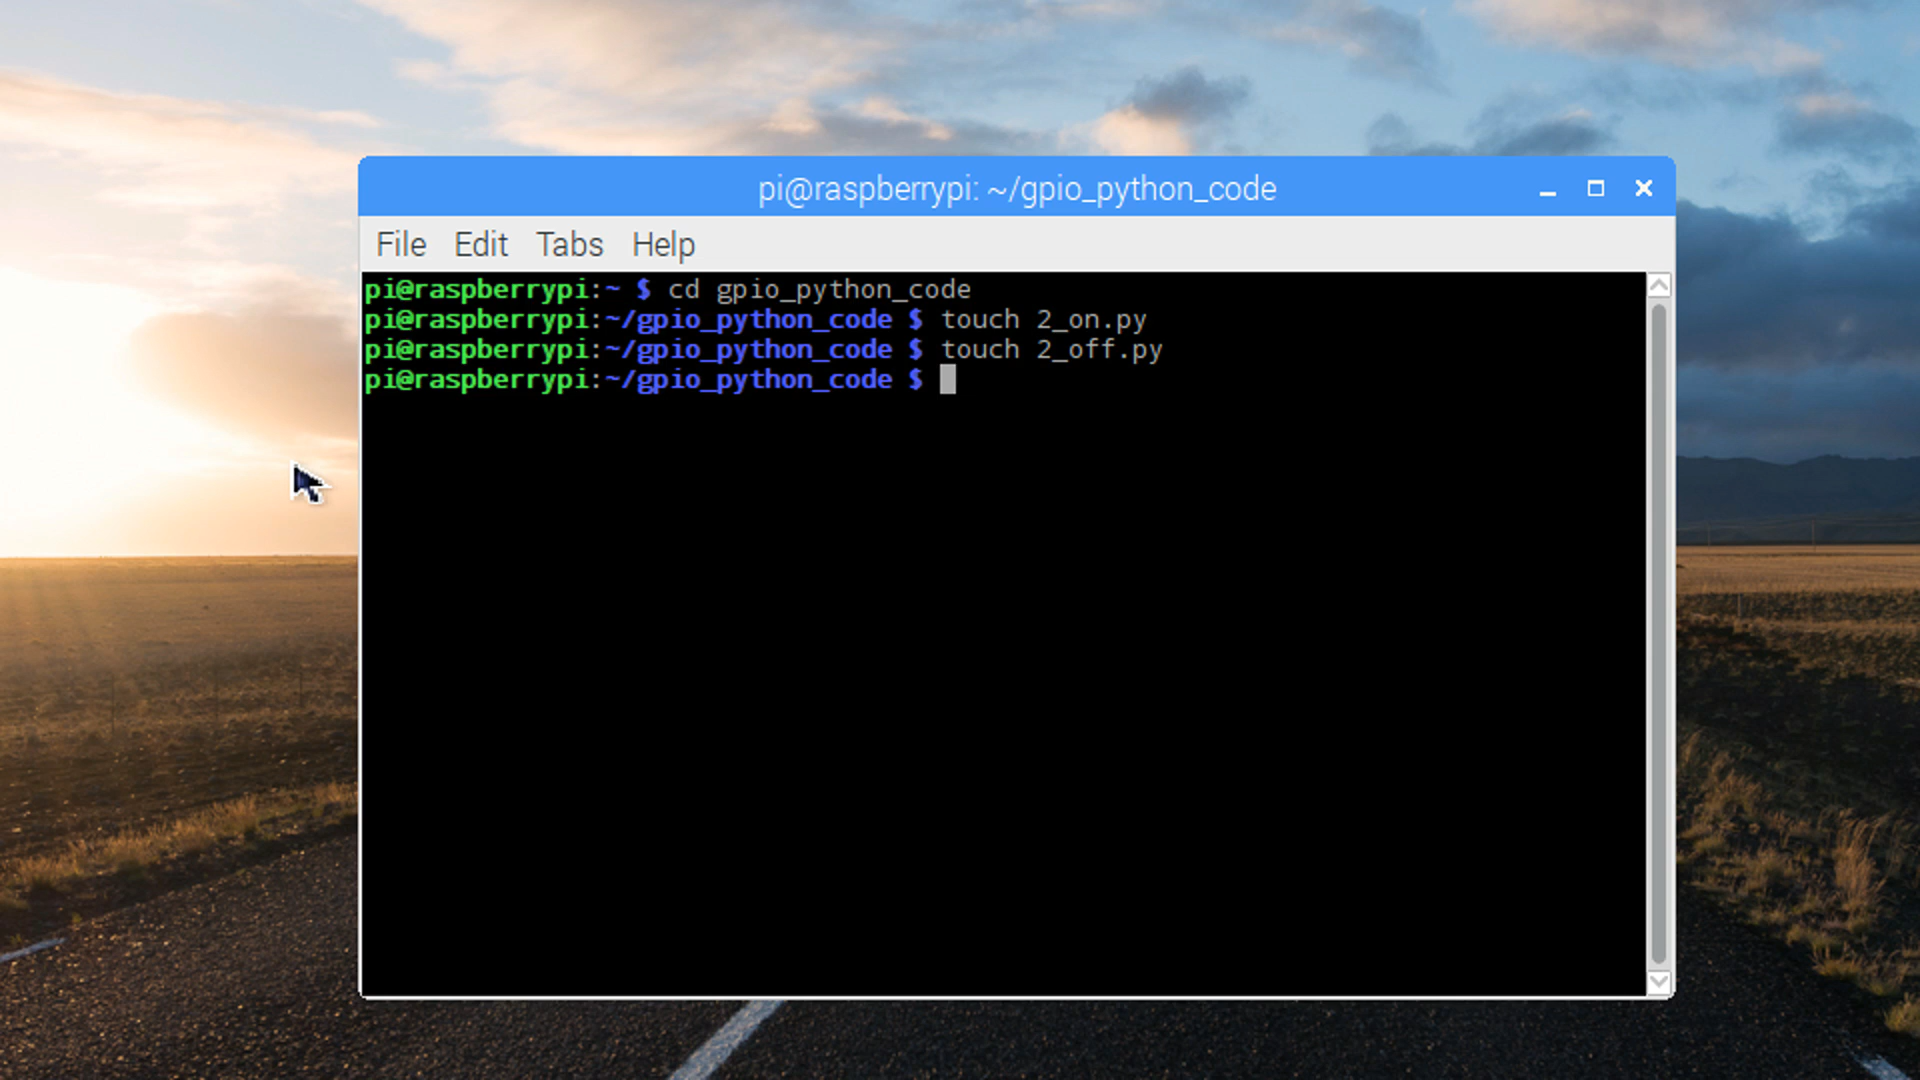 pi@raspberrypi: ~/gpio_python_code
File Edit Tabs Help
pi@raspberrypi:~ $ cd gpio_python_code
pi@raspberrypi:~/gpio_python_code $ touch 2_on.py
pi@raspberrypi:~/gpio_python_code $ touch 2_off.py
pi@raspberrypi:~/gpio_python_code $